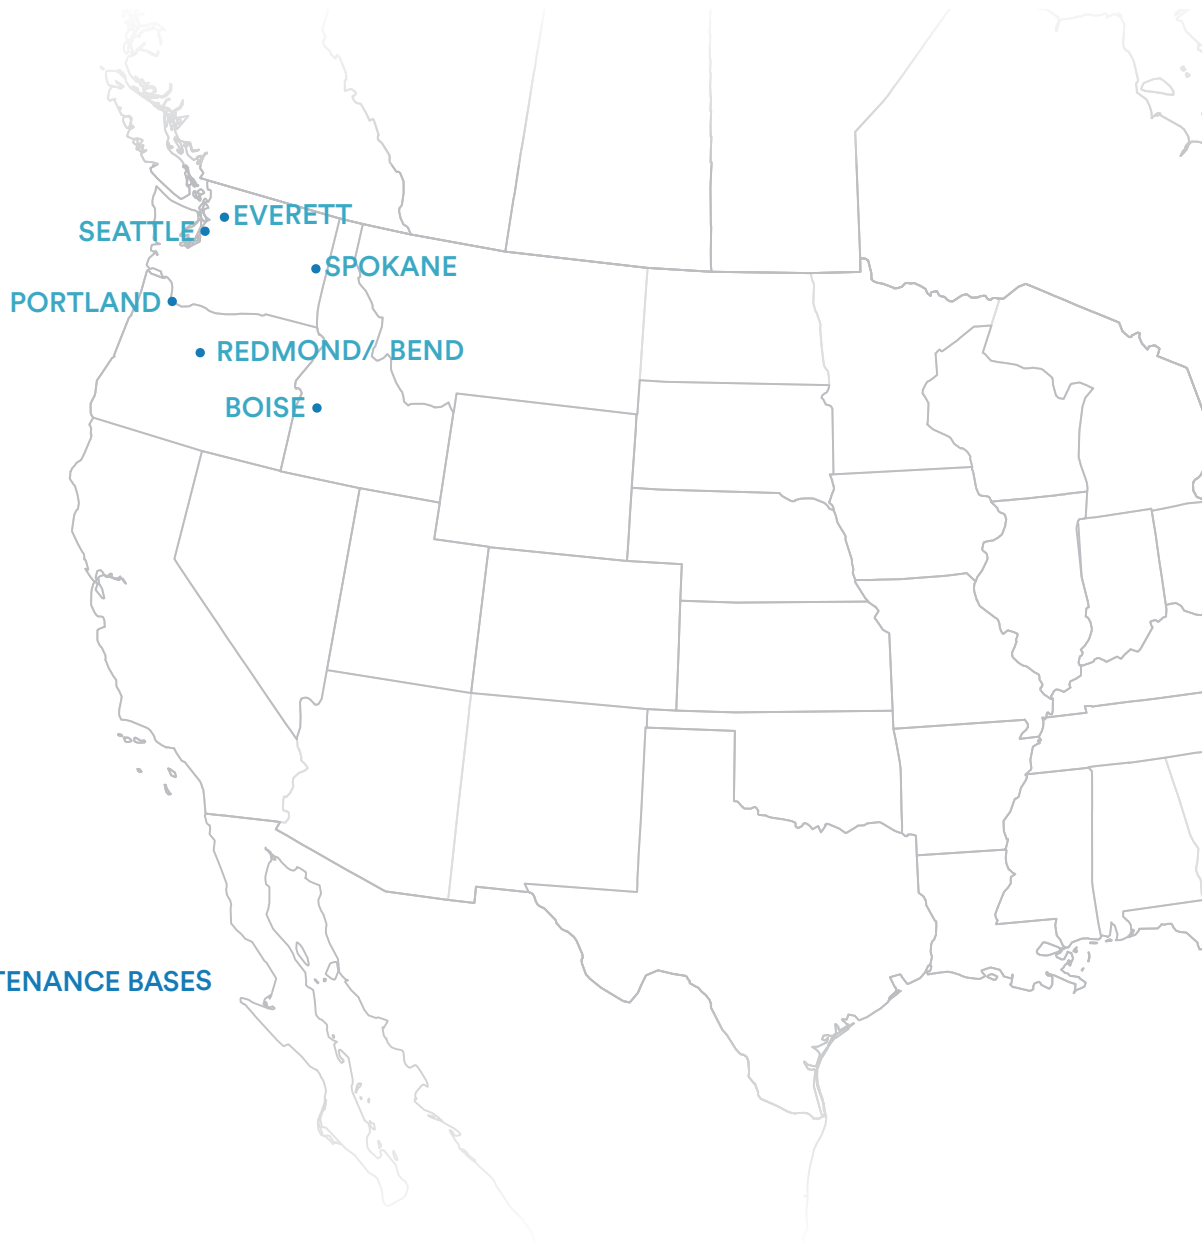 EVERETT
SEATTLE
SPOKANE
PORTLAND
REDMOND/ BEND
BOISE
TENANCE BASES